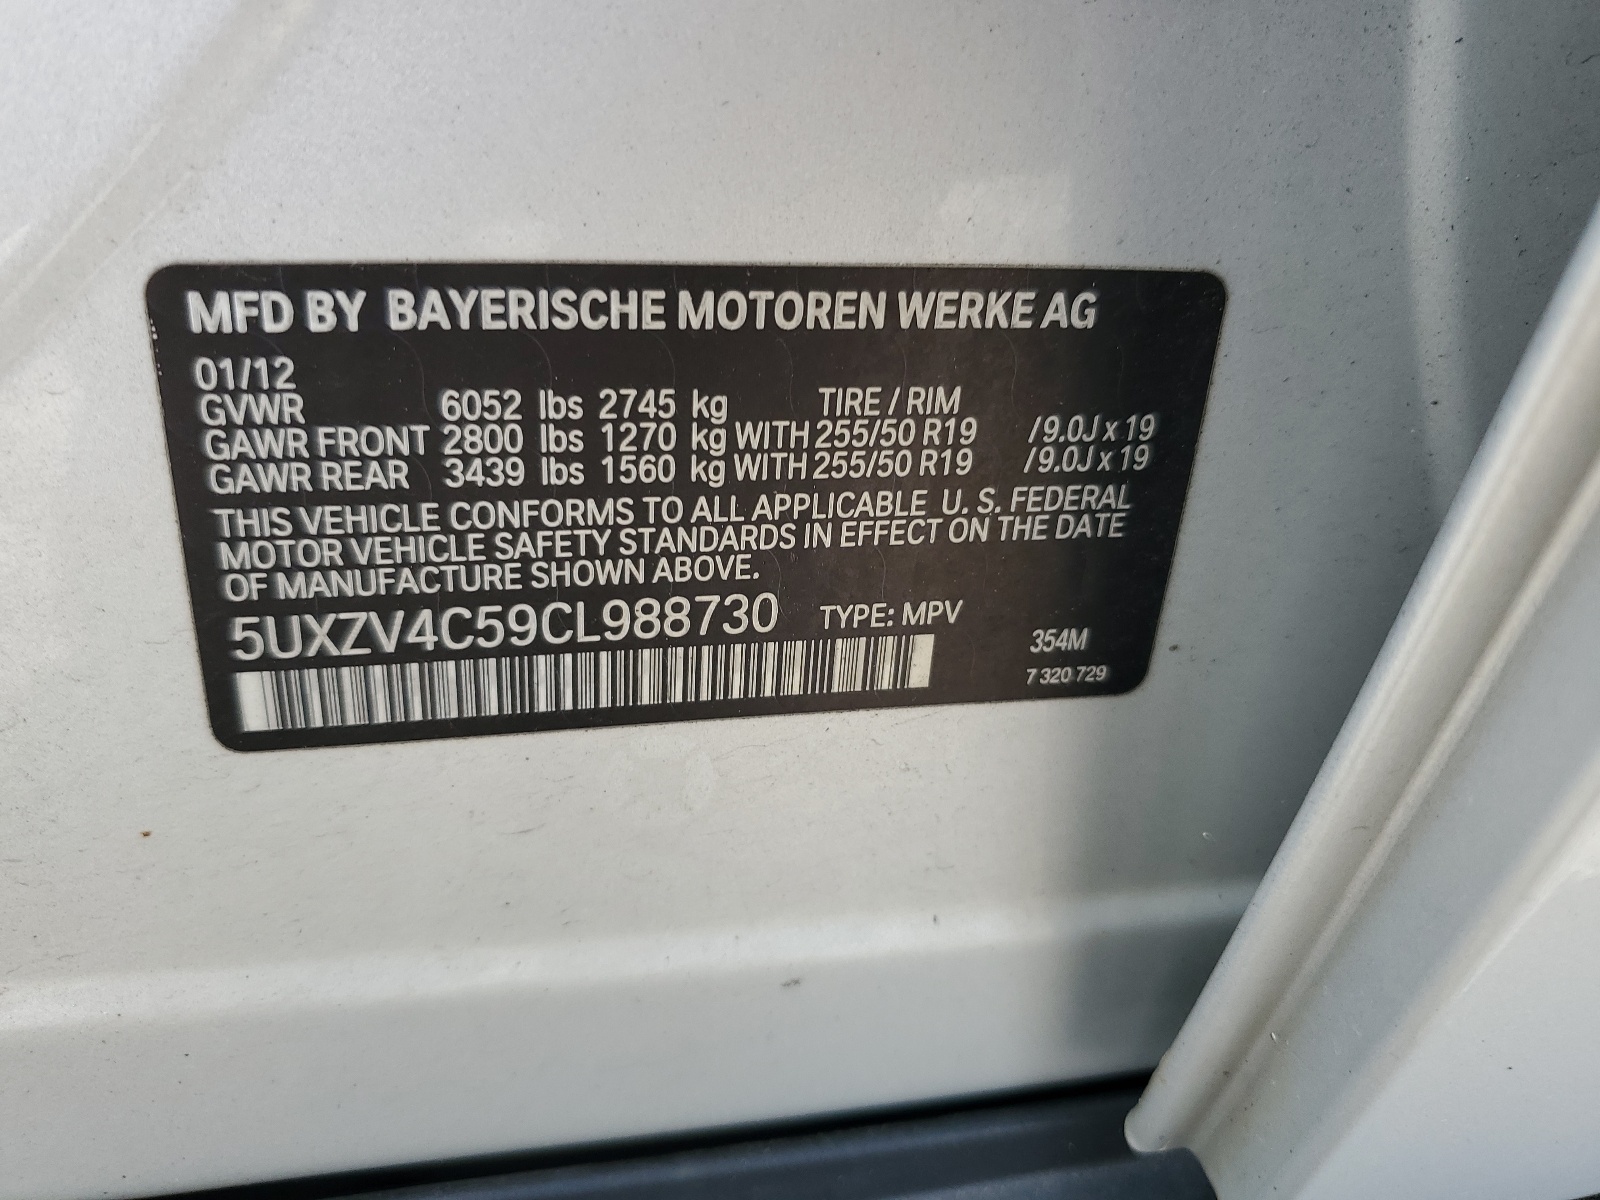 MFD BY BAYERISCHE MOTOREN WERKE AG
01/12
GVWR 6052 lbs 2745 kg TIRE / RIM
GAWR FRONT 2800 lbs 1270 kg WITH 255/50 R19 /9.0J x 19
GAWR REAR 3439 lbs 1560 kg WITH 255/50 R19 /9.0J x 19
THIS VEHICLE CONFORMS TO ALL APPLICABLE U. S. FEDERAL
MOTOR VEHICLE SAFETY STANDARDS IN EFFECT ON THE DATE
OF MANUFACTURE SHOWN ABOVE.
5UXZV4C59CL988730 TYPE: MPV
354M
7 320 729